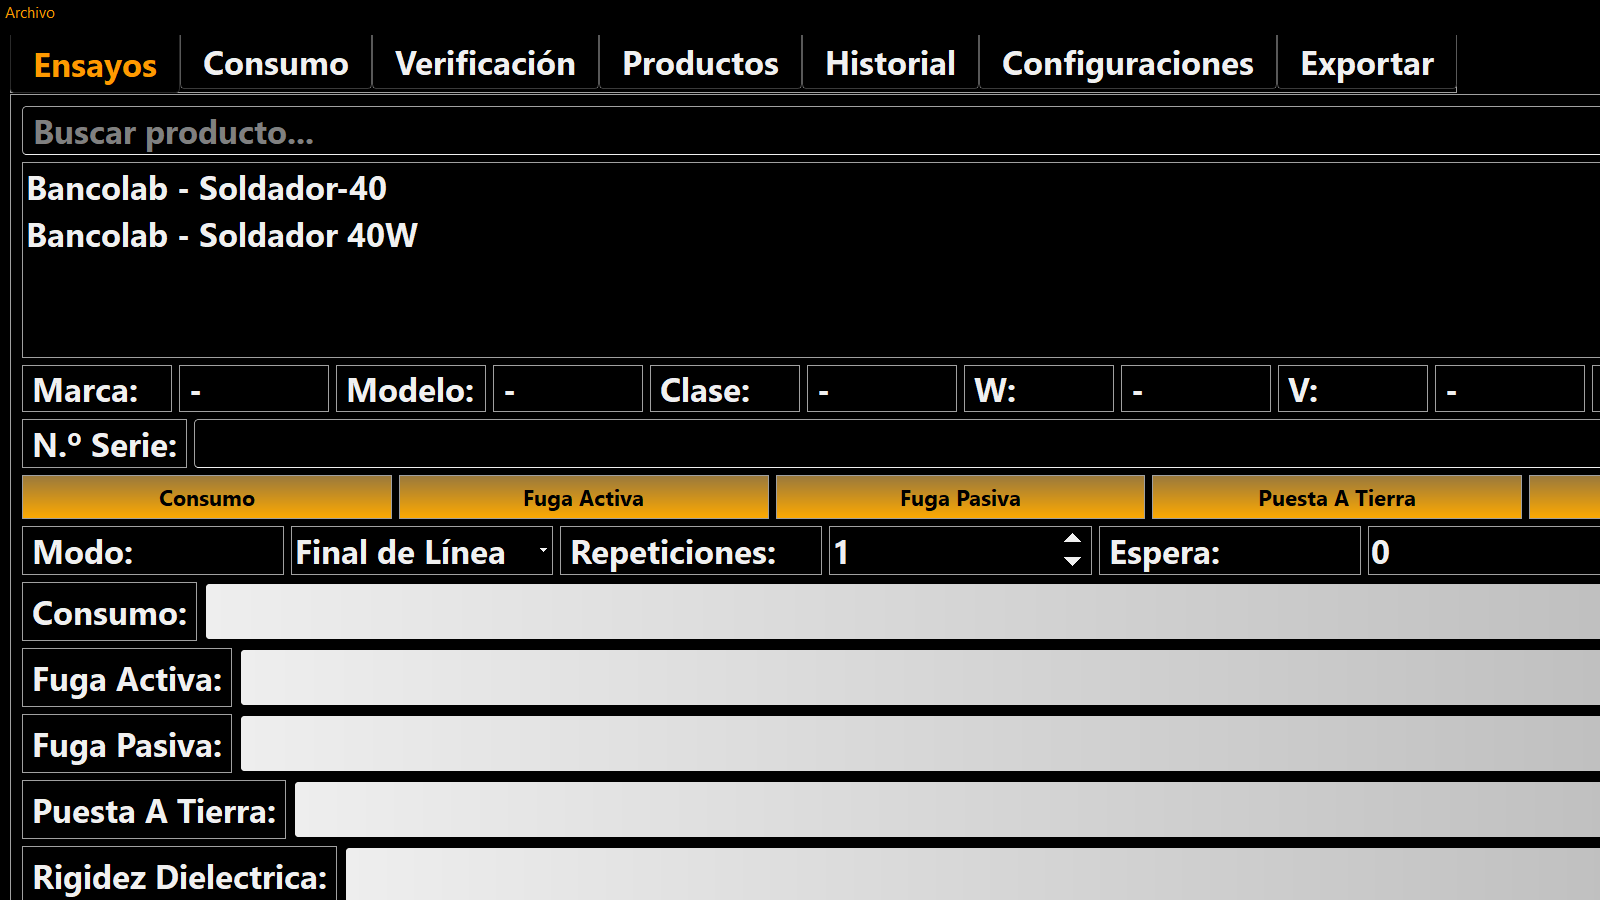 Archivo
Ensayos Consumo Verificación Productos Historial Configuraciones Exportar
Buscar producto...
Bancolab - Soldador-40
Bancolab - Soldador 40W
Marca: - Modelo: - Clase: - W: - V: -
N.º Serie:
Consumo Fuga Activa Fuga Pasiva Puesta A Tierra
Modo: Final de Línea Repeticiones: 1 Espera: 0
Consumo:
Fuga Activa:
Fuga Pasiva:
Puesta A Tierra:
Rigidez Dielectrica: